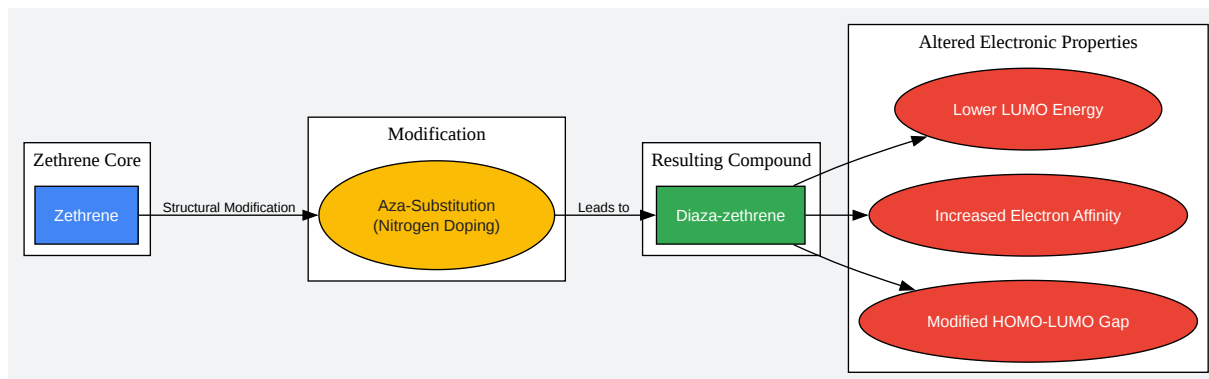 Zethrene Core
Zethrene
Structural Modification
Modification
Aza-Substitution
(Nitrogen Doping)
Leads to
Resulting Compound
Diaza-zethrene
Altered Electronic Properties
Lower LUMO Energy
Increased Electron Affinity
Modified HOMO-LUMO Gap